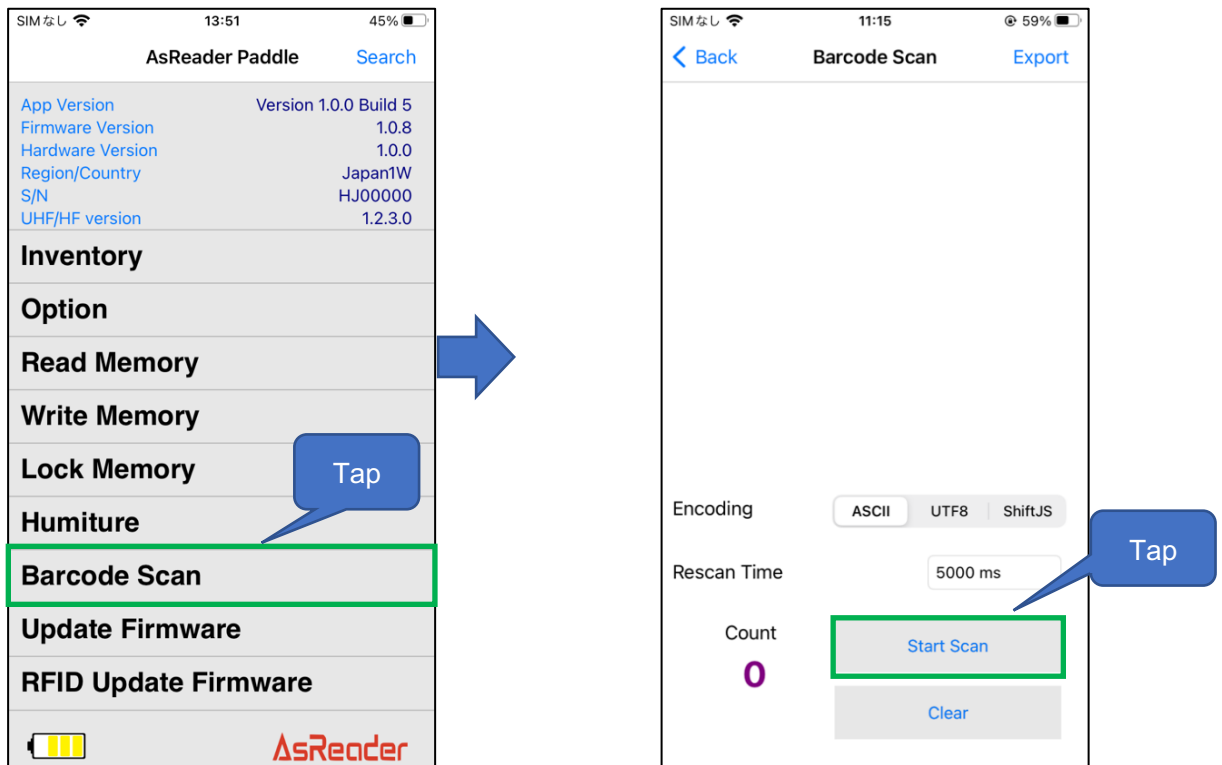 SIMなし 13:51 45%
AsReader Paddle Search
App Version Version 1.0.0 Build 5
Firmware Version 1.0.8
Hardware Version 1.0.0
Region/Country Japan1W
S/N HJ00000
UHF/HF version 1.2.3.0
Inventory
Option
Read Memory
Write Memory
Lock Memory
Tap
Humiture
Barcode Scan
Update Firmware
RFID Update Firmware
AsReader
SIMなし 11:15 59%
Back Barcode Scan Export
Encoding ASCII UTF8 ShiftJS
Tap
Rescan Time 5000 ms
Count
0
Start Scan
Clear